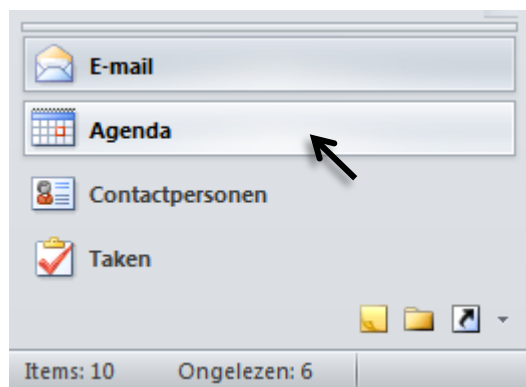 E-mail
Agenda
Contactpersonen
Taken
Items: 10 Ongelezen: 6